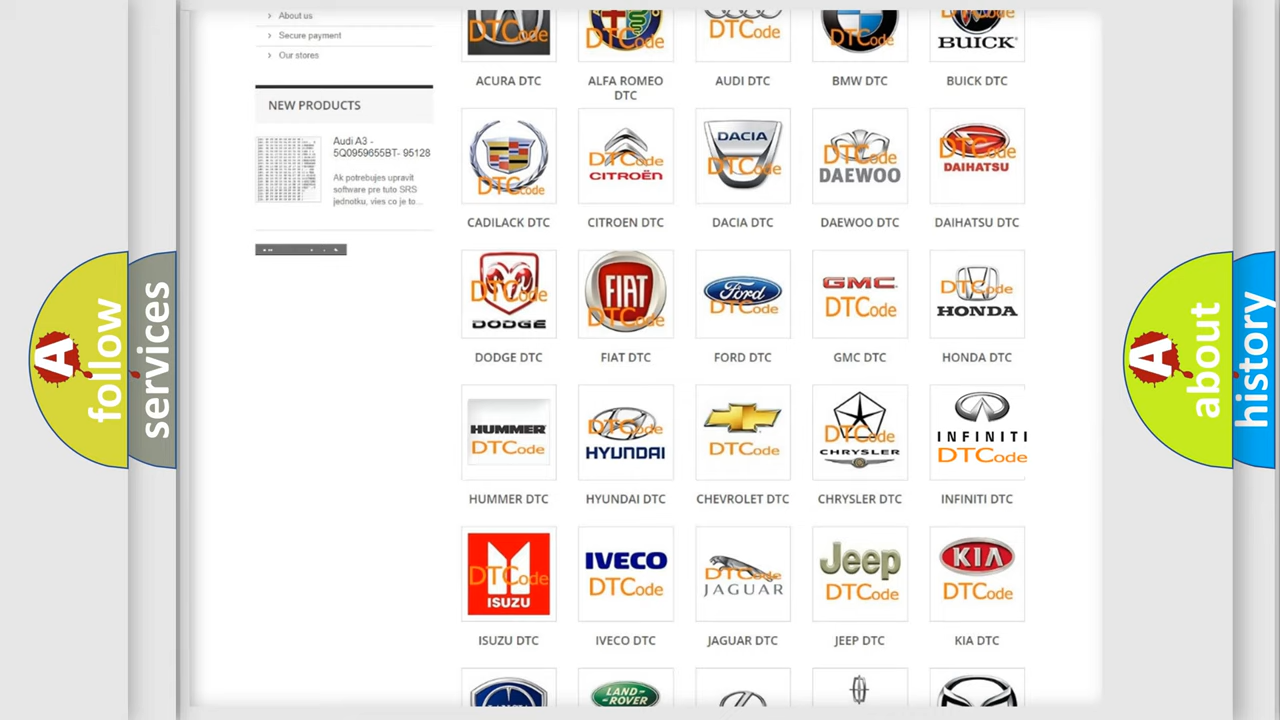 About us
Secure payment
Our stores
NEW PRODUCTS
Audi A3 -
5Q0959655BT- 95128
Ak potrebujes upravit
software pre tuto SRS
jednotku, vies co je to...
DTCode
DTCode
DTCode
DTCode
BUICK
ACURA DTC
ALFA ROMEO
DTC
AUDI DTC
BMW DTC
BUICK DTC
DTCode
DTCode
CITROËN
DACIA
DTCode
DTCode
DAEWOO
DTCode
DAIHATSU
CADILACK DTC
CITROEN DTC
DACIA DTC
DAEWOO DTC
DAIHATSU DTC
DTCode
DODGE
FIAT
DTCode
Ford
DTCode
GMC
DTCode
DTCode
HONDA
DODGE DTC
FIAT DTC
FORD DTC
GMC DTC
HONDA DTC
HUMMER
DTCode
DTCode
HYUNDAI
DTCode
DTCode
CHRYSLER
INFINITI
DTCode
HUMMER DTC
HYUNDAI DTC
CHEVROLET DTC
CHRYSLER DTC
INFINITI DTC
DTCode
ISUZU
IVECO
DTCode
DTCode
JAGUAR
Jeep
DTCode
KIA
DTCode
ISUZU DTC
IVECO DTC
JAGUAR DTC
JEEP DTC
KIA DTC
LAND-
ROVER
A
follow
services
A
about
history